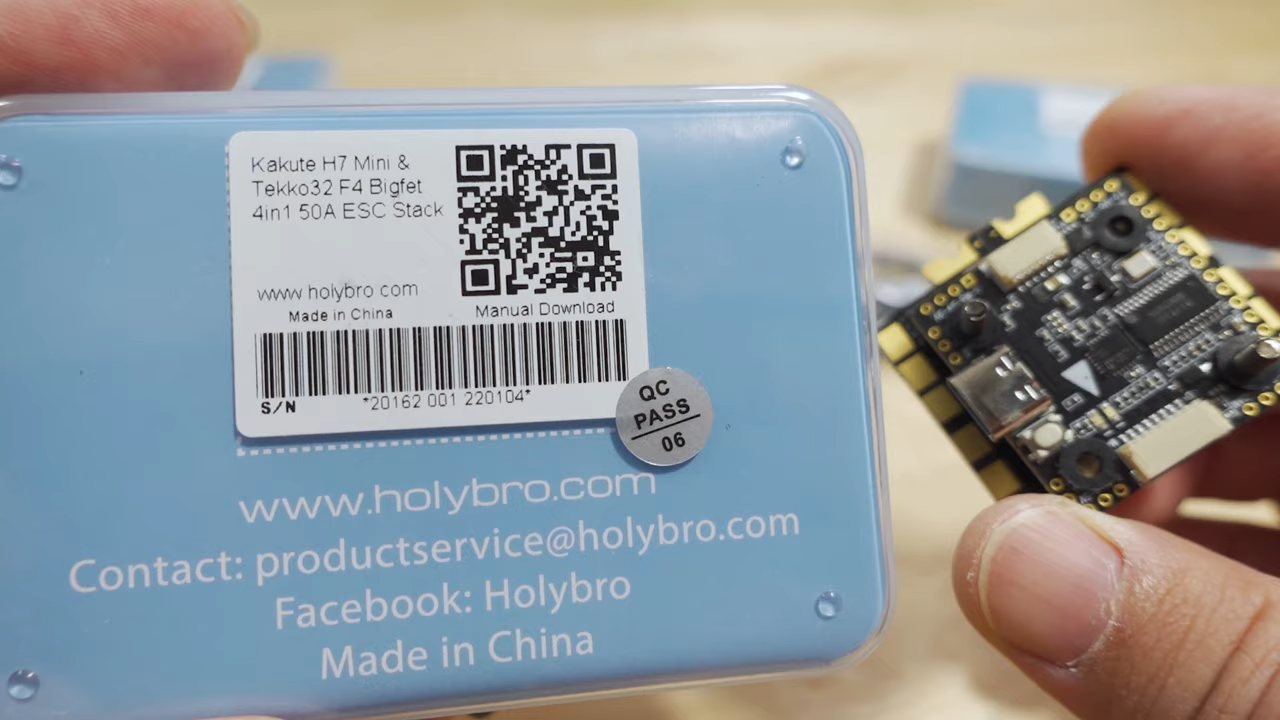 Kakute H7 Mini &
Tekko32 F4 Bigfet
4in1 50A ESC Stack
www holybro com
Made in China
Manual Download
S/N
*20162 001 220104*
QC
PASS
06
www.holybro.com
Contact: productservice@holybro.com
Facebook: Holybro
Made in China